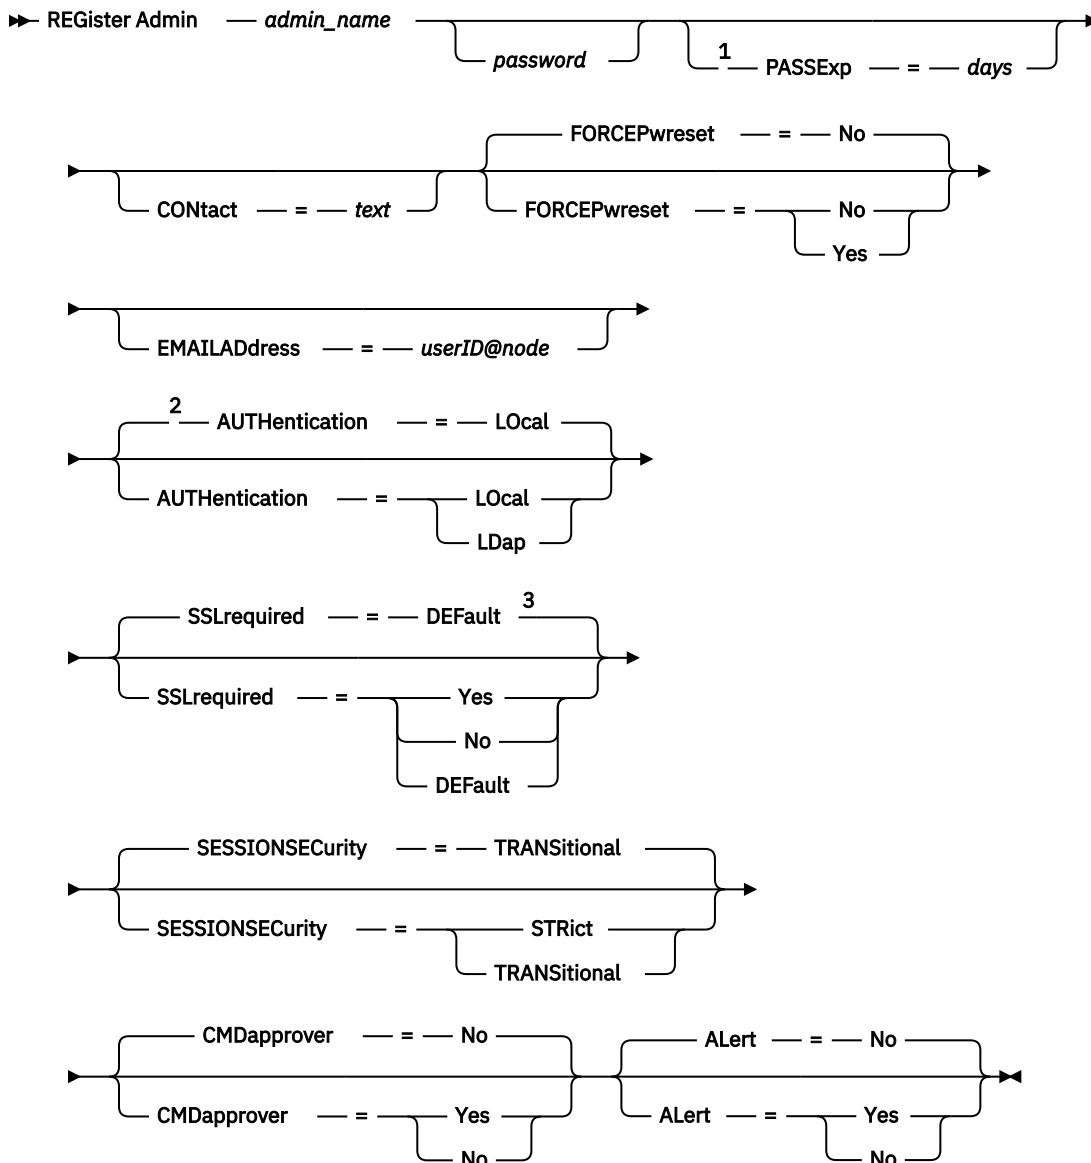 REGister Admin admin_name
password
1 PASSExp = days
FORCEPwreset = No
CONtact = text FORCEPwreset = No
Yes
EMAILADdress = userID@node
2 AUTHentication = LOcal
AUTHentication = LOcal
LDap
SSLrequired = DEFault 3
SSLrequired = Yes
No
DEFault
SESSIONSECurity = TRANSitional
SESSIONSECurity = STRict
TRANSitional
CMDapprover = No ALert = No
CMDapprover = Yes ALert = Yes
No No